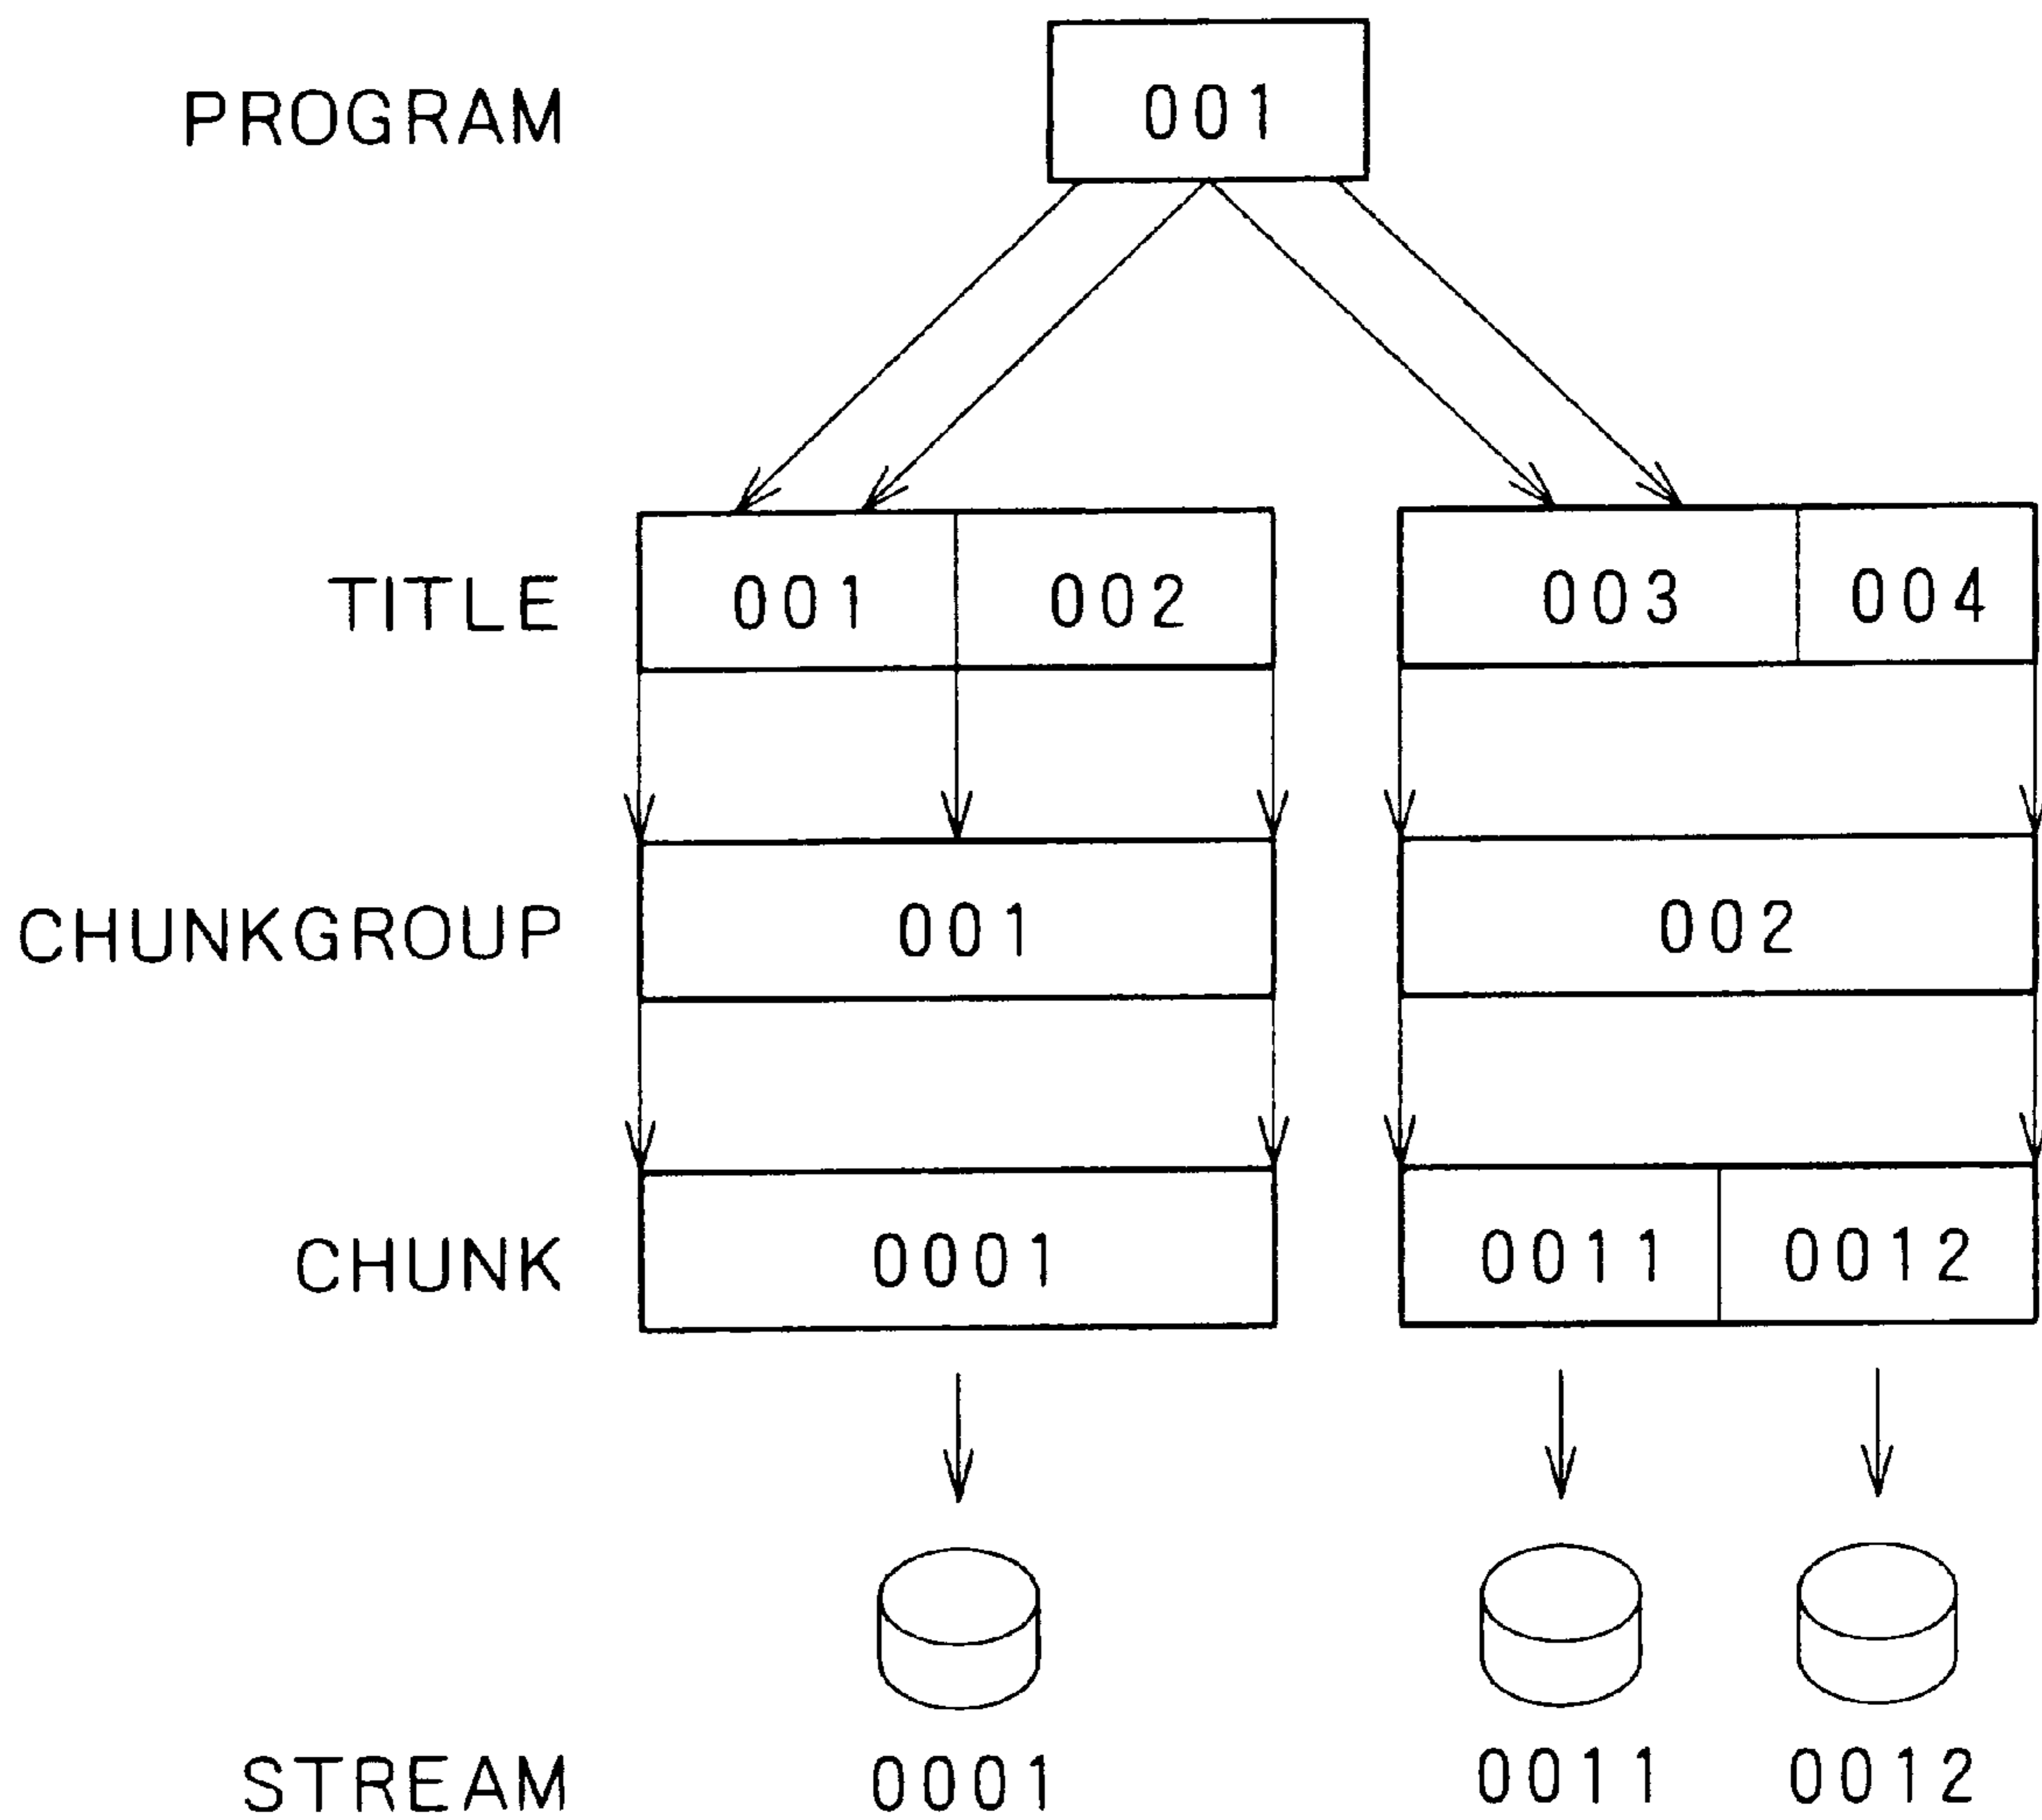 PROGRAM 001
TITLE 001 002 003 004
CHUNKGROUP 001 002
CHUNK 0001 0011 0012
STREAM 0001 0011 0012